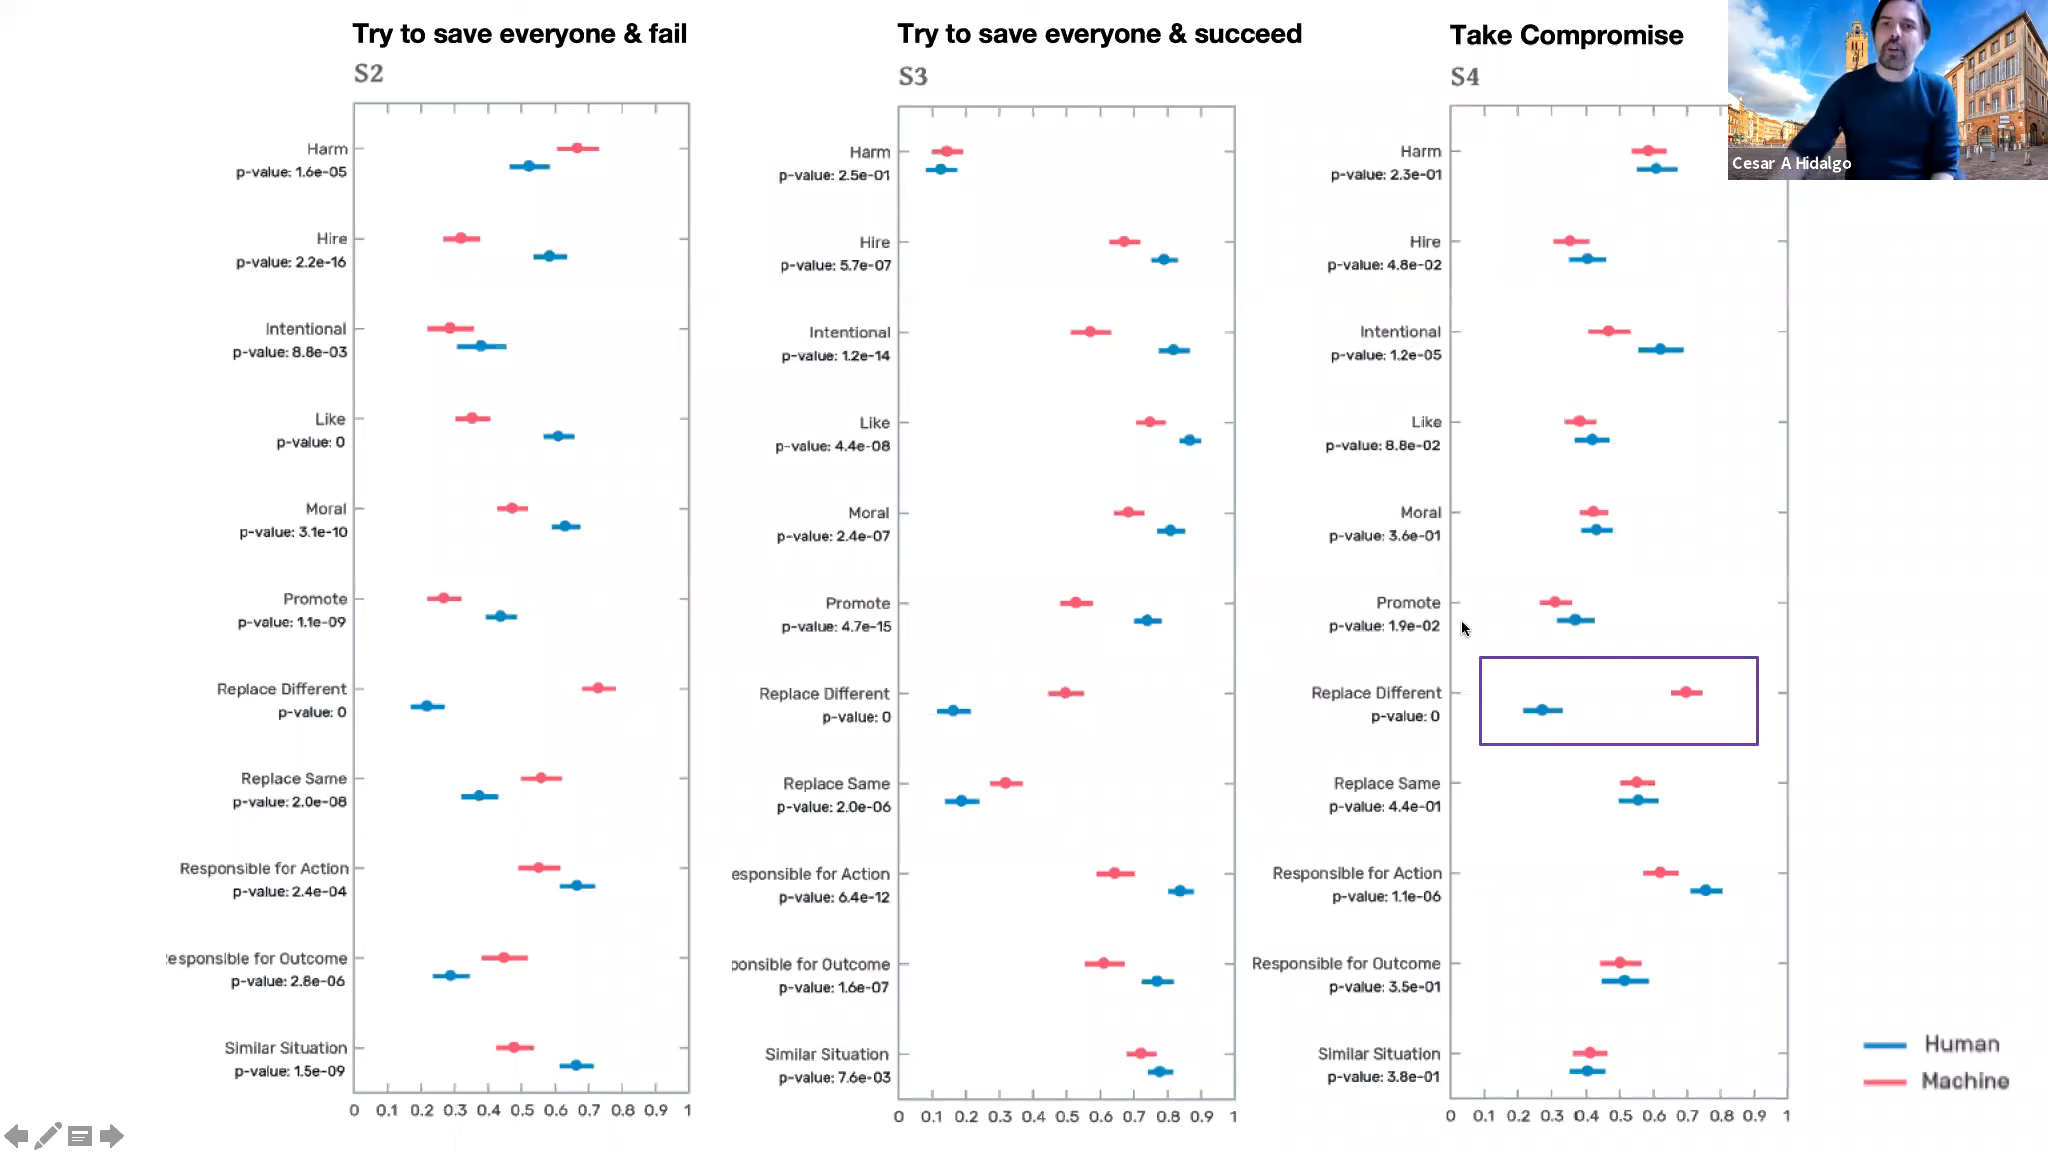 Try to save everyone & fail
S2
Harm
p-value: 1.6e-05
Hire
p-value: 2.2e-16
Intentional
p-value: 8.8e-03
Like
p-value: 0
Moral
p-value: 3.1e-10
Promote
p-value: 1.1e-09
Replace Different
p-value: 0
Replace Same
p-value: 2.0e-08
Responsible for Action
p-value: 2.4e-04
esponsible for Outcome
p-value: 2.8e-06
Similar Situation
p-value: 1.5e-09
0 0.1 0.2 0.3 0.4 0.5 0.6 0.7 0.8 0.9 1
Try to save everyone & succeed
S3
Harm
p-value: 2.5e-01
Hire
p-value: 5.7e-07
Intentional
p-value: 1.2e-14
Like
p-value: 4.4e-08
Moral
p-value: 2.4e-07
Promote
p-value: 4.7e-15
Replace Different
p-value: 0
Replace Same
p-value: 2.0e-06
esponsible for Action
p-value: 6.4e-12
ponsible for Outcome
p-value: 1.6e-07
Similar Situation
p-value: 7.6e-03
0 0.1 0.2 0.3 0.4 0.5 0.6 0.7 0.8 0.9 1
Take Compromise
S4
Harm
p-value: 2.3e-01
Hire
p-value: 4.8e-02
Intentional
p-value: 1.2e-05
Like
p-value: 8.8e-02
Moral
p-value: 3.6e-01
Promote
p-value: 1.9e-02
Replace Different
p-value: 0
Replace Same
p-value: 4.4e-01
Responsible for Action
p-value: 1.1e-06
Responsible for Outcome
p-value: 3.5e-01
Similar Situation
p-value: 3.8e-01
0 0.1 0.2 0.3 0.4 0.5 0.6 0.7 0.8 0.9 1
Cesar A Hidalgo
Human
Machine